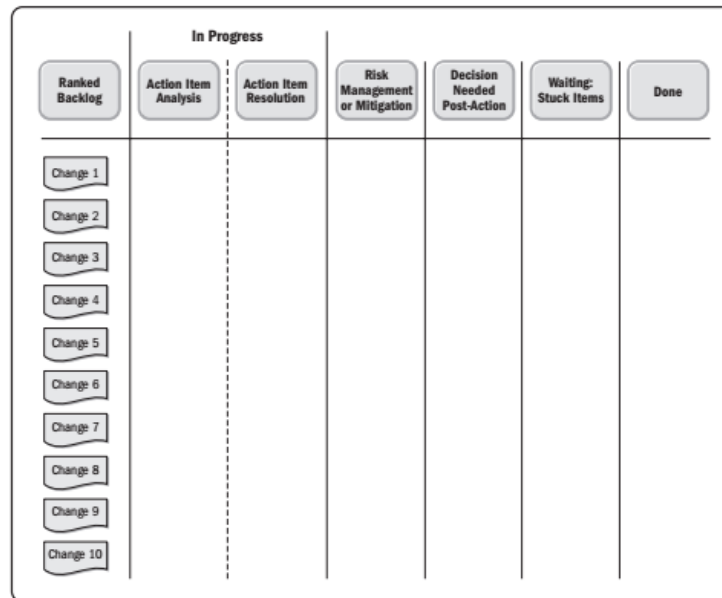 In Progress
Ranked
Backlog
Action Item
Analysis
Action Item
Resolution
Risk
Management
or Mitigation
Decision
Needed
Post-Action
Waiting:
Stuck Items
Done
Change 1
Change 2
Change 3
Change 4
Change 5
Change 6
Change 7
Change 8
Change 9
Change 10